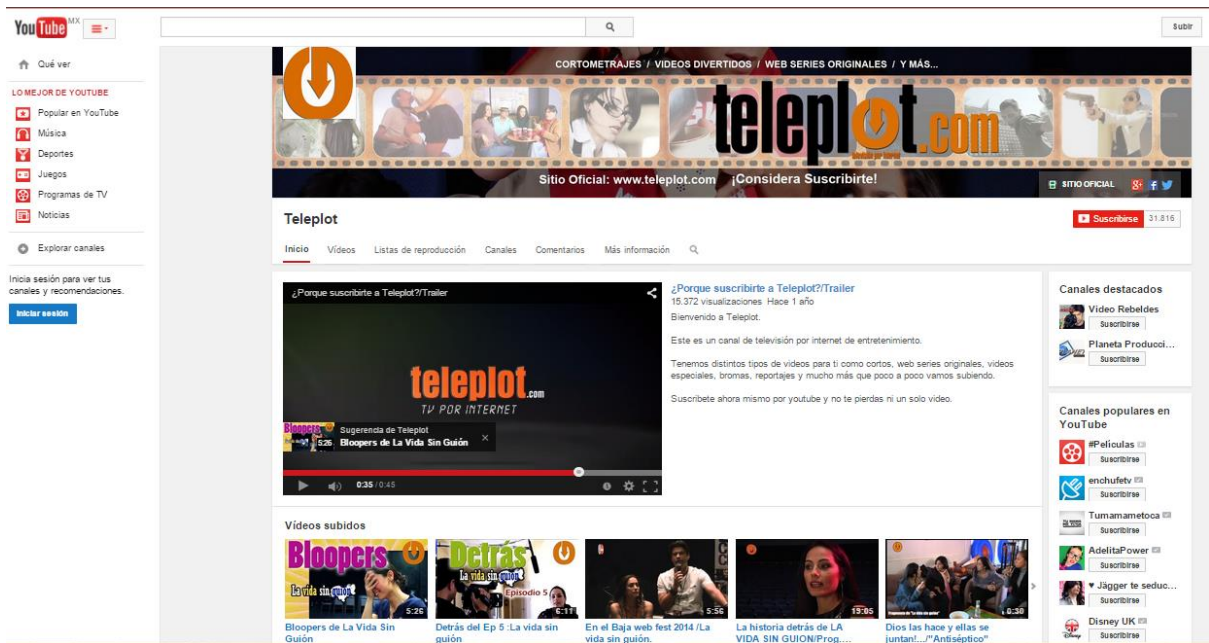 YouTube MX
Subir
Qué ver
LO MEJOR DE YOUTUBE
Popular en YouTube
Música
Deportes
Juegos
Programas de TV
Noticias
Explorar canales
Inicia sesión para ver tus
canales y recomendaciones.
Iniciar sesión
CORTOMETRAJES / VIDEOS DIVERTIDOS / WEB SERIES ORIGINALES / Y MÁS...
teleplot.com
televisión por internet
Sitio Oficial: www.teleplot.com ¡Considera Suscribirte!
SITIO OFICIAL
Teleplot
Suscribirse 31.816
Inicio Vídeos Listas de reproducción Canales Comentarios Más información
¿Porque suscribirte a Teleplot?/Trailer
teleplot.com
TV POR INTERNET
Bloopers
5:26
Sugerencia de Teleplot
Bloopers de La Vida Sin Guión
0:35 / 0:45
¿Porque suscribirte a Teleplot?/Trailer
15.372 visualizaciones Hace 1 año
Bienvenido a Teleplot.
Este es un canal de televisión por internet de entretenimiento.
Tenemos distintos tipos de videos para ti como cortos, web series originales, videos
especiales, bromas, reportajes y mucho más que poco a poco vamos subiendo.
Suscribete ahora mismo por youtube y no te pierdas ni un solo video.
Canales destacados
Video Rebeldes
Suscribirse
Planeta Producci...
Suscribirse
Canales populares en
YouTube
#Películas
Suscribirse
enchufetv
Suscribirse
Tumamametoca
Suscribirse
AdelitaPower
Suscribirse
♥ Jägger te seduc...
Suscribirse
Disney UK
Suscribirse
Vídeos subidos
Bloopers
La vida sin guión
5:26
Bloopers de La Vida Sin
Guión
Detrás
La vida sin guión
Episodio 5
6:11
Detrás del Ep 5 :La vida sin
guión
5:56
En el Baja web fest 2014 /La
vida sin guión.
19:05
La historia detrás de LA
VIDA SIN GUION/Prog....
0:30
Dios las hace y ellas se
juntan!.../"Antiséptico"